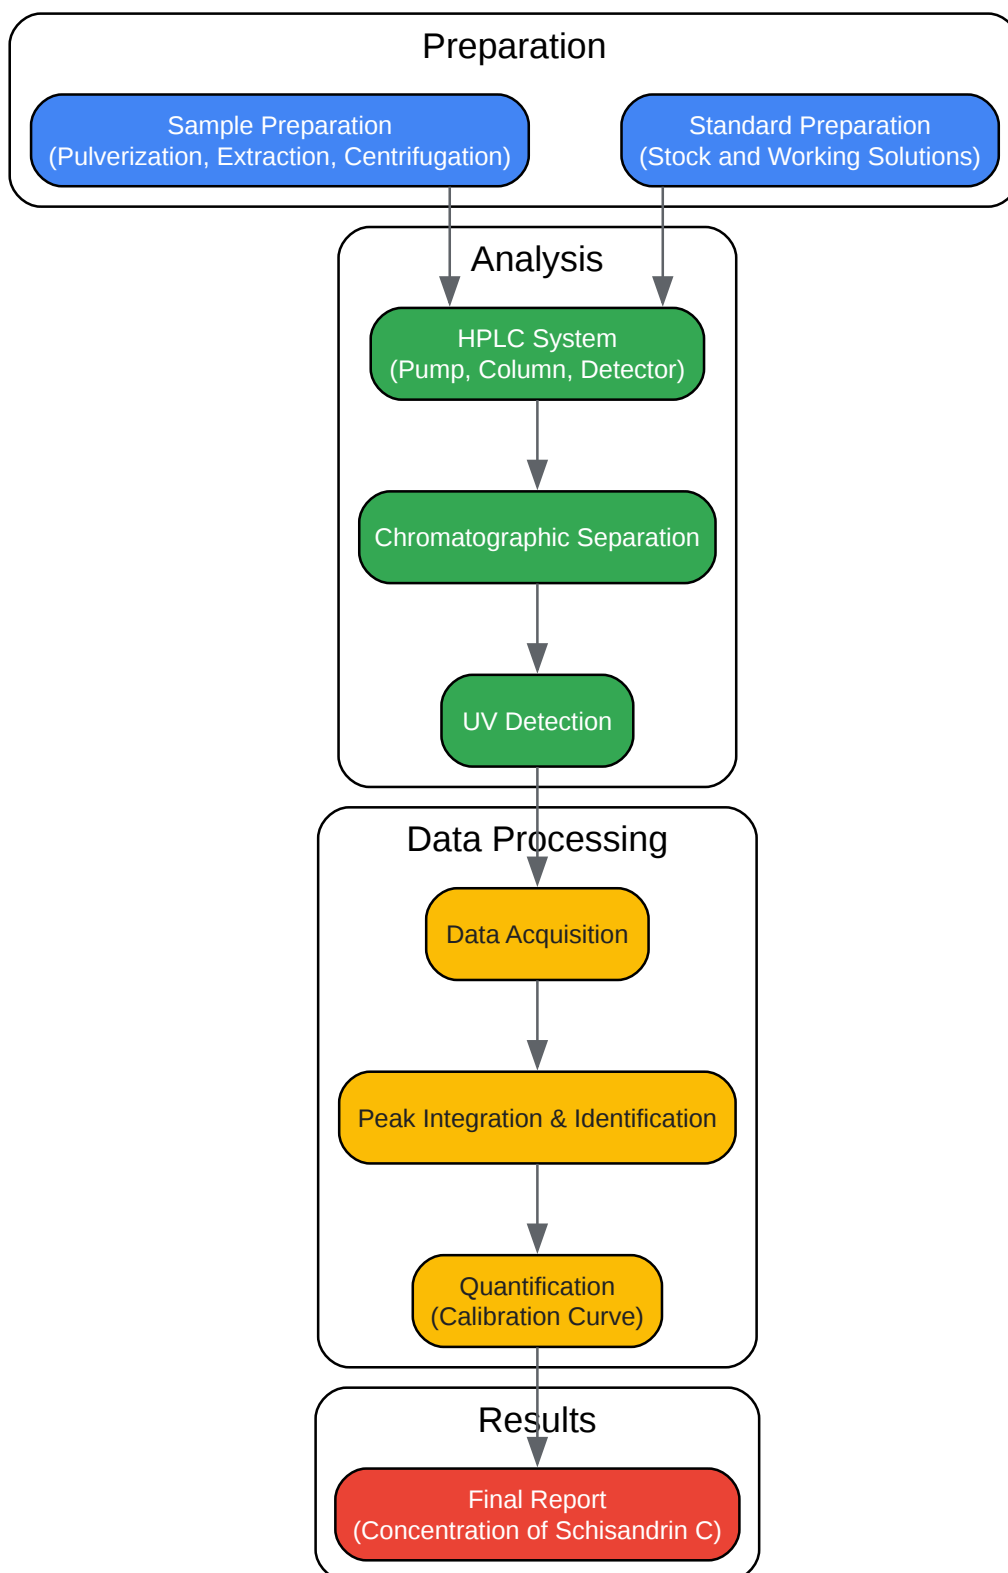 Preparation
Sample Preparation
(Pulverization, Extraction, Centrifugation)
Standard Preparation
(Stock and Working Solutions)
Analysis
HPLC System
(Pump, Column, Detector)
Chromatographic Separation
UV Detection
Data Processing
Data Acquisition
Peak Integration & Identification
Quantification
(Calibration Curve)
Results
Final Report
(Concentration of Schisandrin C)